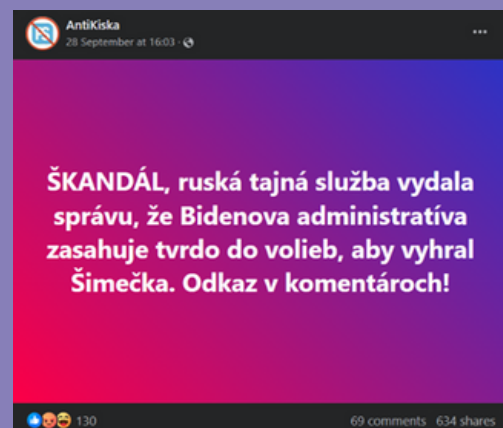 AntiKiska
28 September at 16:03 ·
...
ŠKANDÁL, ruská tajná služba vydala
správu, že Bidenova administratíva
zasahuje tvrdo do volieb, aby vyhral
Šimečka. Odkaz v komentároch!
130
69 comments 634 shares